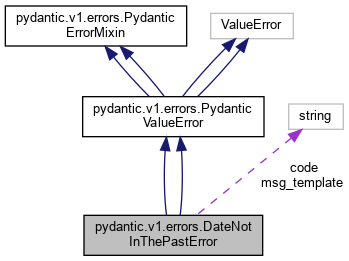 pydantic.v1.errors.Pydantic
ErrorMixin
ValueError
pydantic.v1.errors.Pydantic
ValueError
string
code
msg_template
pydantic.v1.errors.DateNot
InThePastError